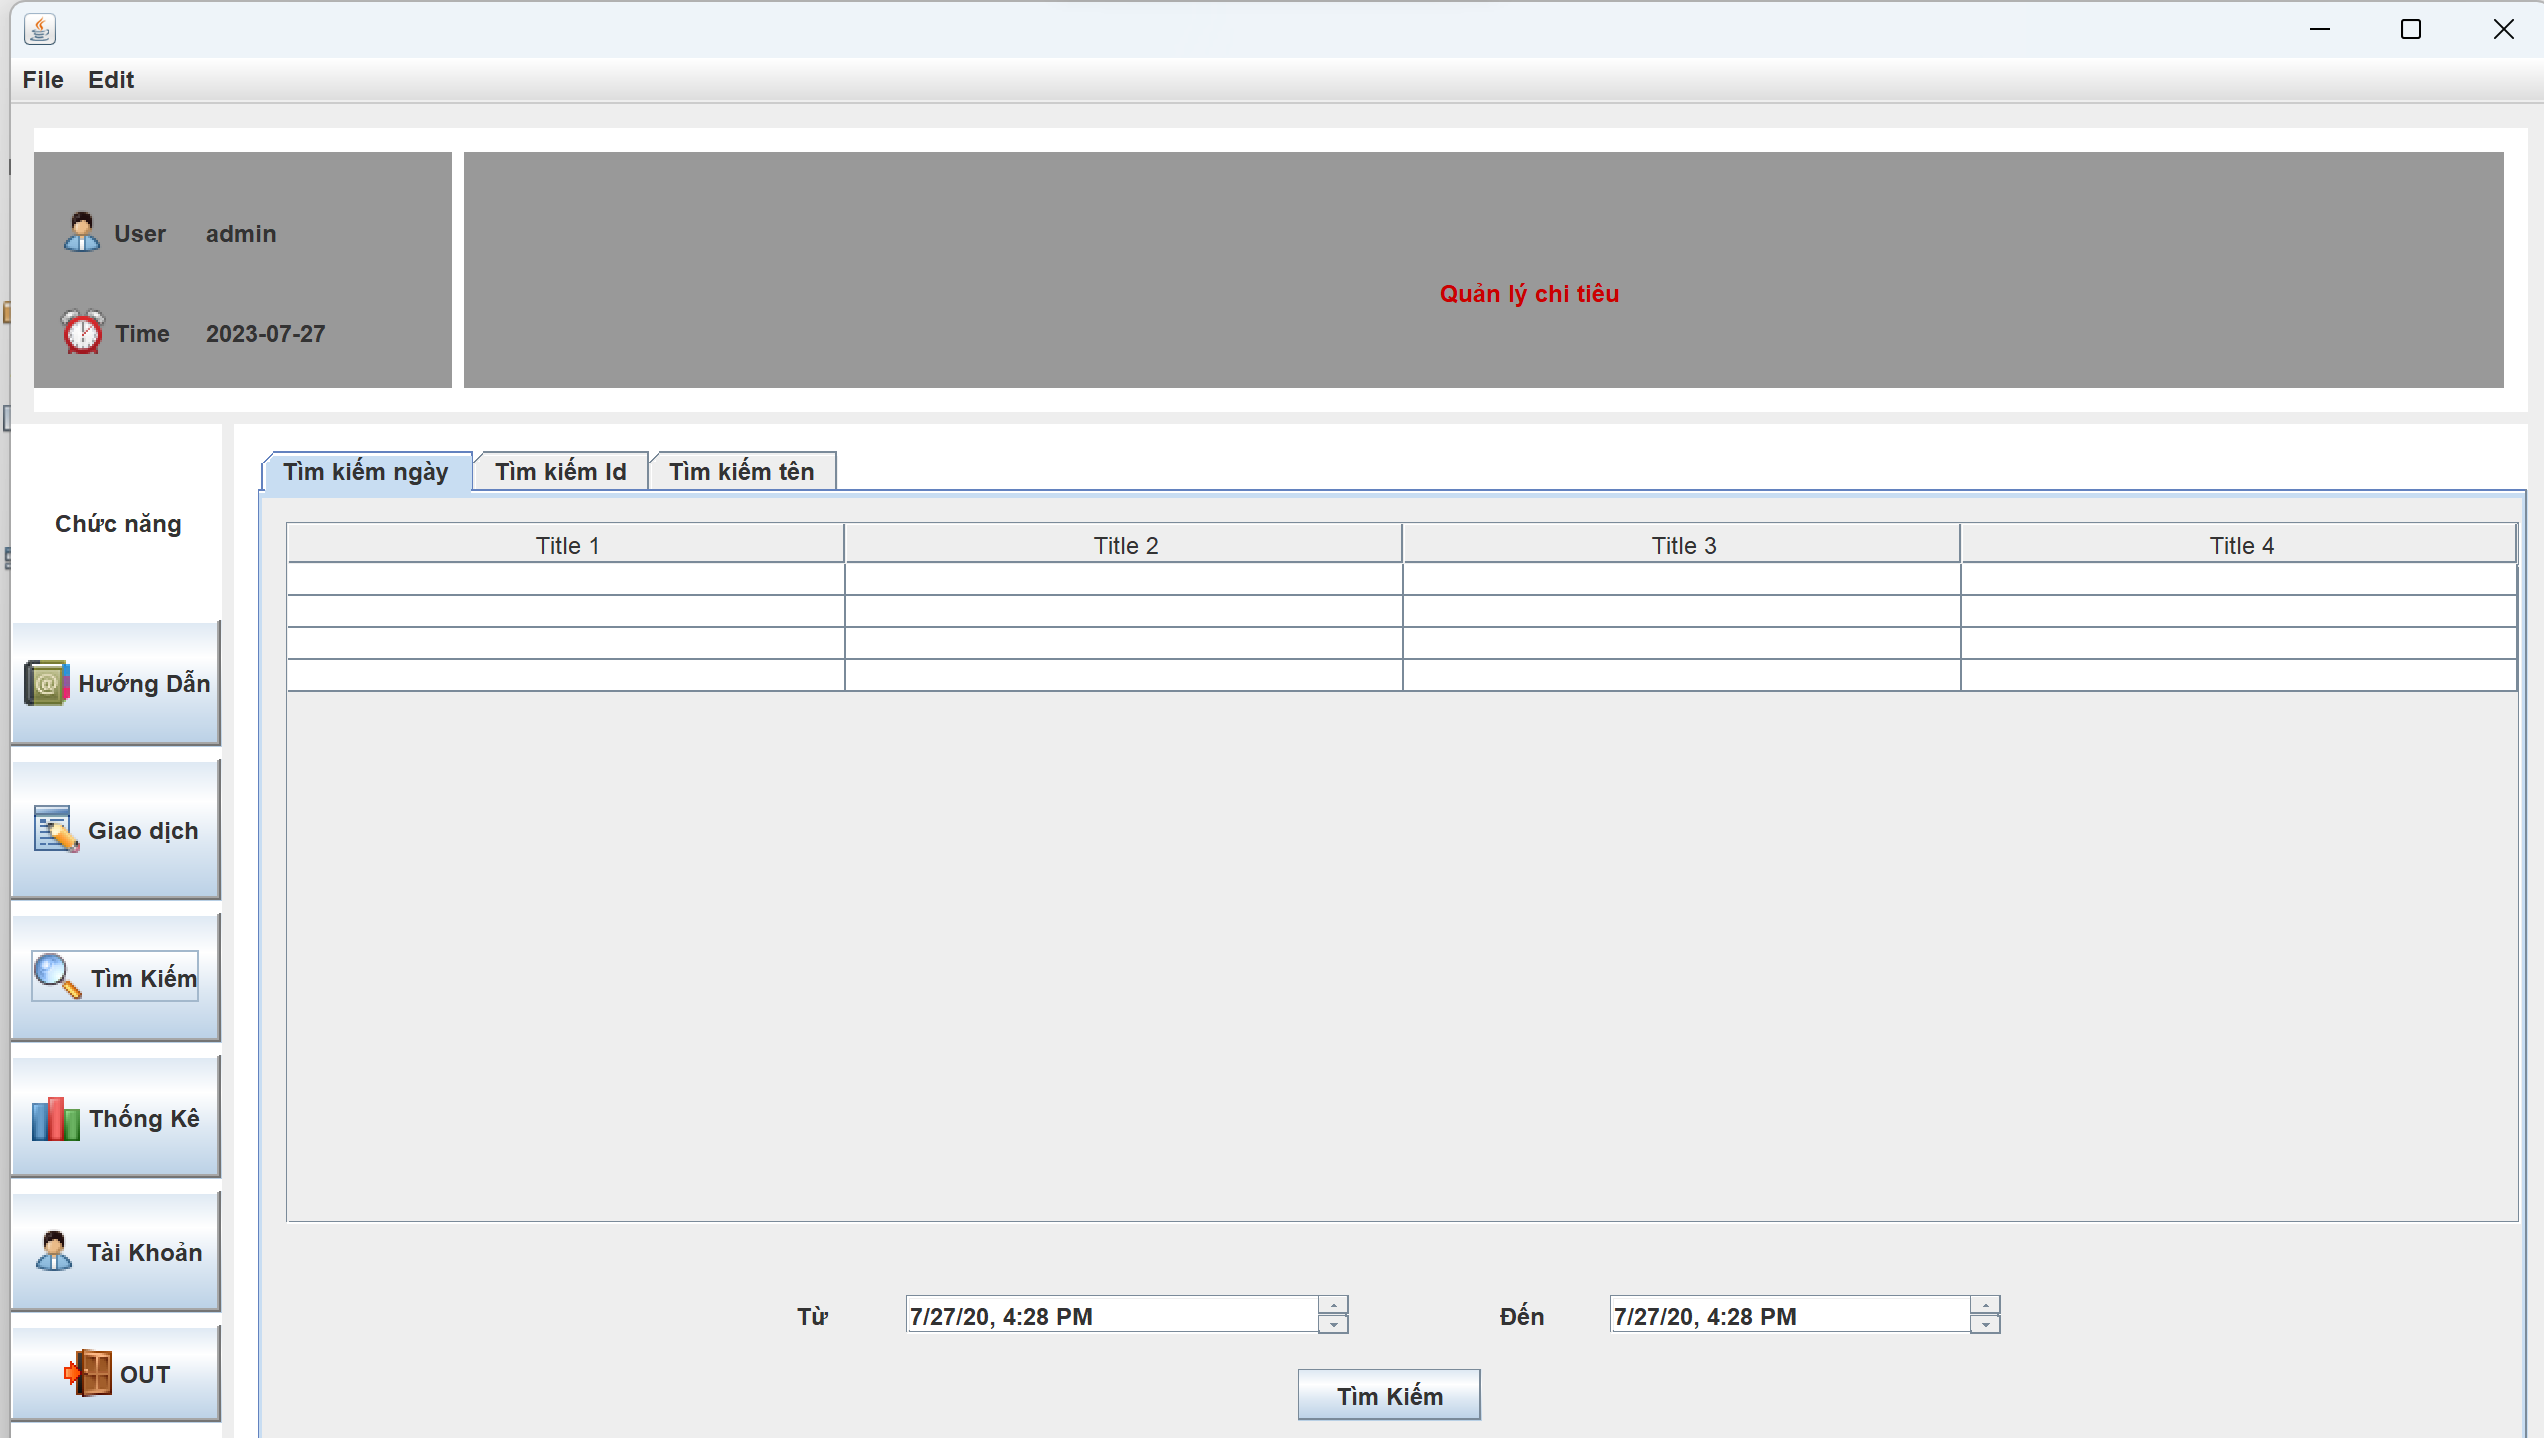 File Edit
User admin
Quản lý chi tiêu
Time 2023-07-27
Chức năng
Hướng Dẫn
Giao dịch
Tìm Kiếm
Thống Kê
Tài Khoản
OUT
Tìm kiếm ngày Tìm kiếm Id Tìm kiếm tên
Title 1 Title 2 Title 3 Title 4
Từ 7/27/20, 4:28 PM Đến 7/27/20, 4:28 PM
Tìm Kiếm